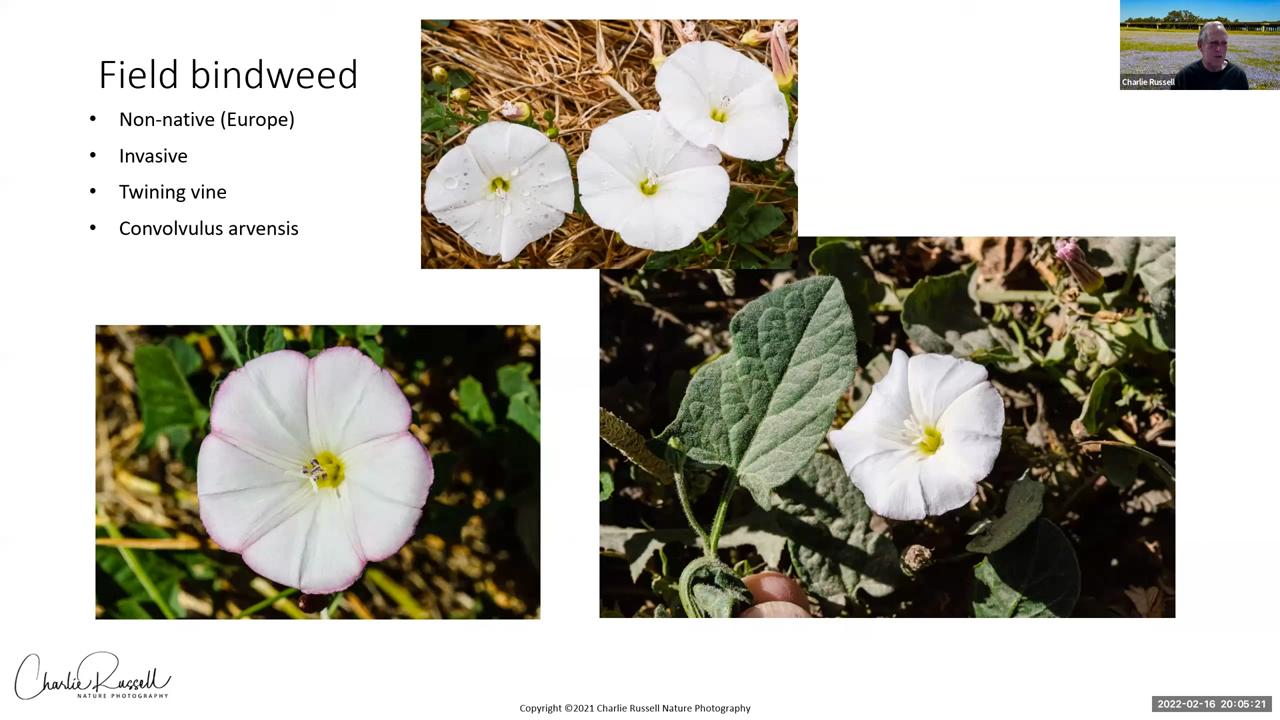 Field bindweed
• Non-native (Europe)
• Invasive
• Twining vine
• Convolvulus arvensis
Charlie Russell
Charlie Russell
NATURE PHOTOGRAPHY
Copyright ©2021 Charlie Russell Nature Photography
2022-02-16 20:05:21